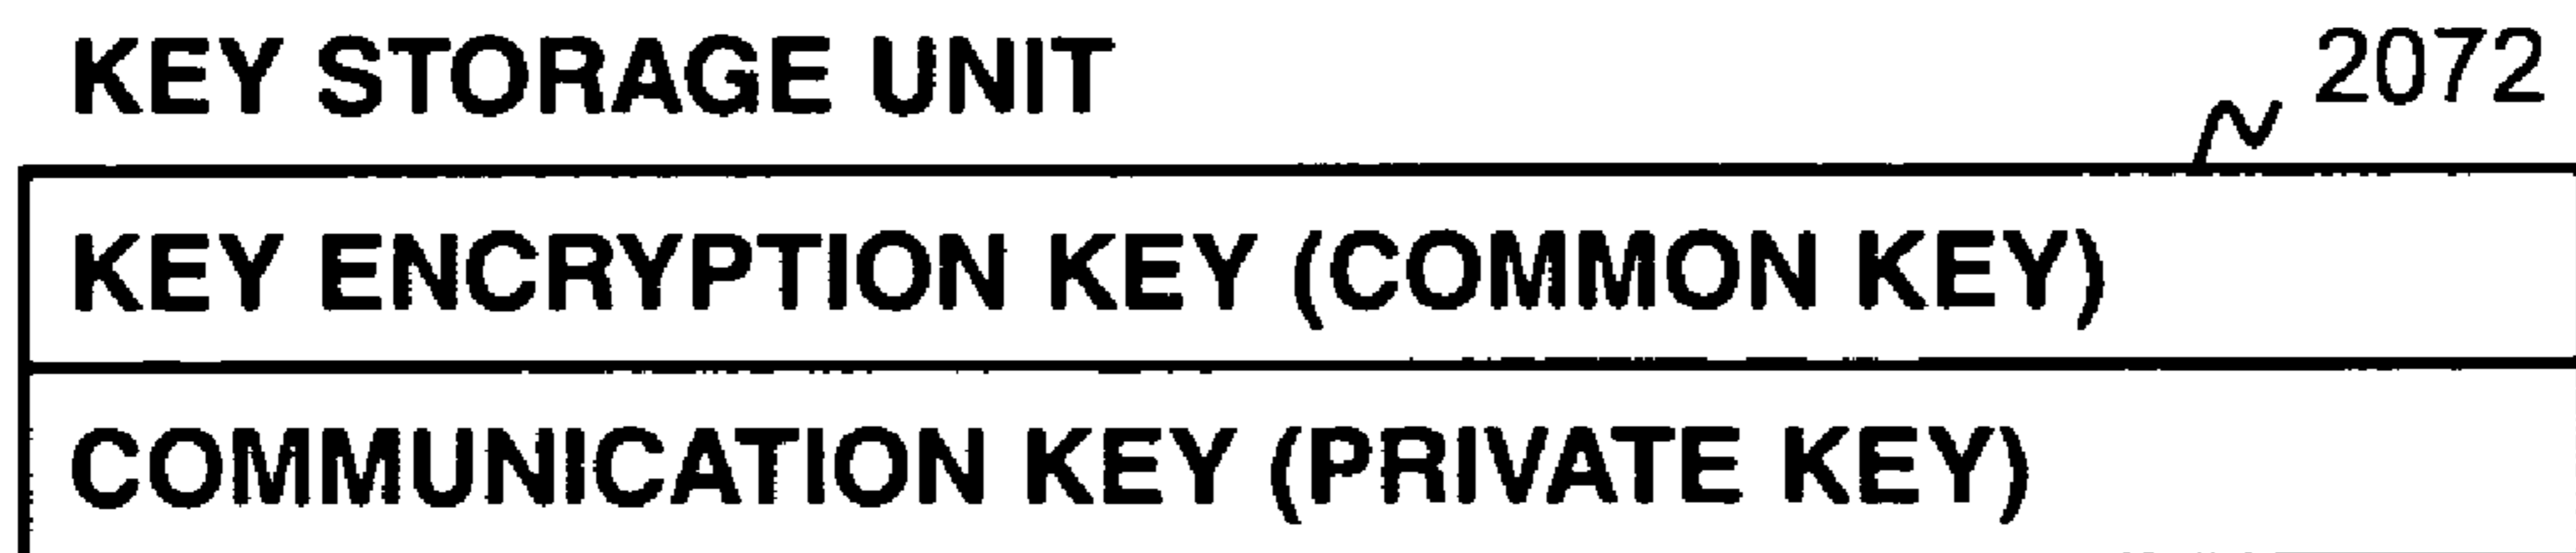 KEY STORAGE UNIT 2072
KEY ENCRYPTION KEY (COMMON KEY)
COMMUNICATION KEY (PRIVATE KEY)